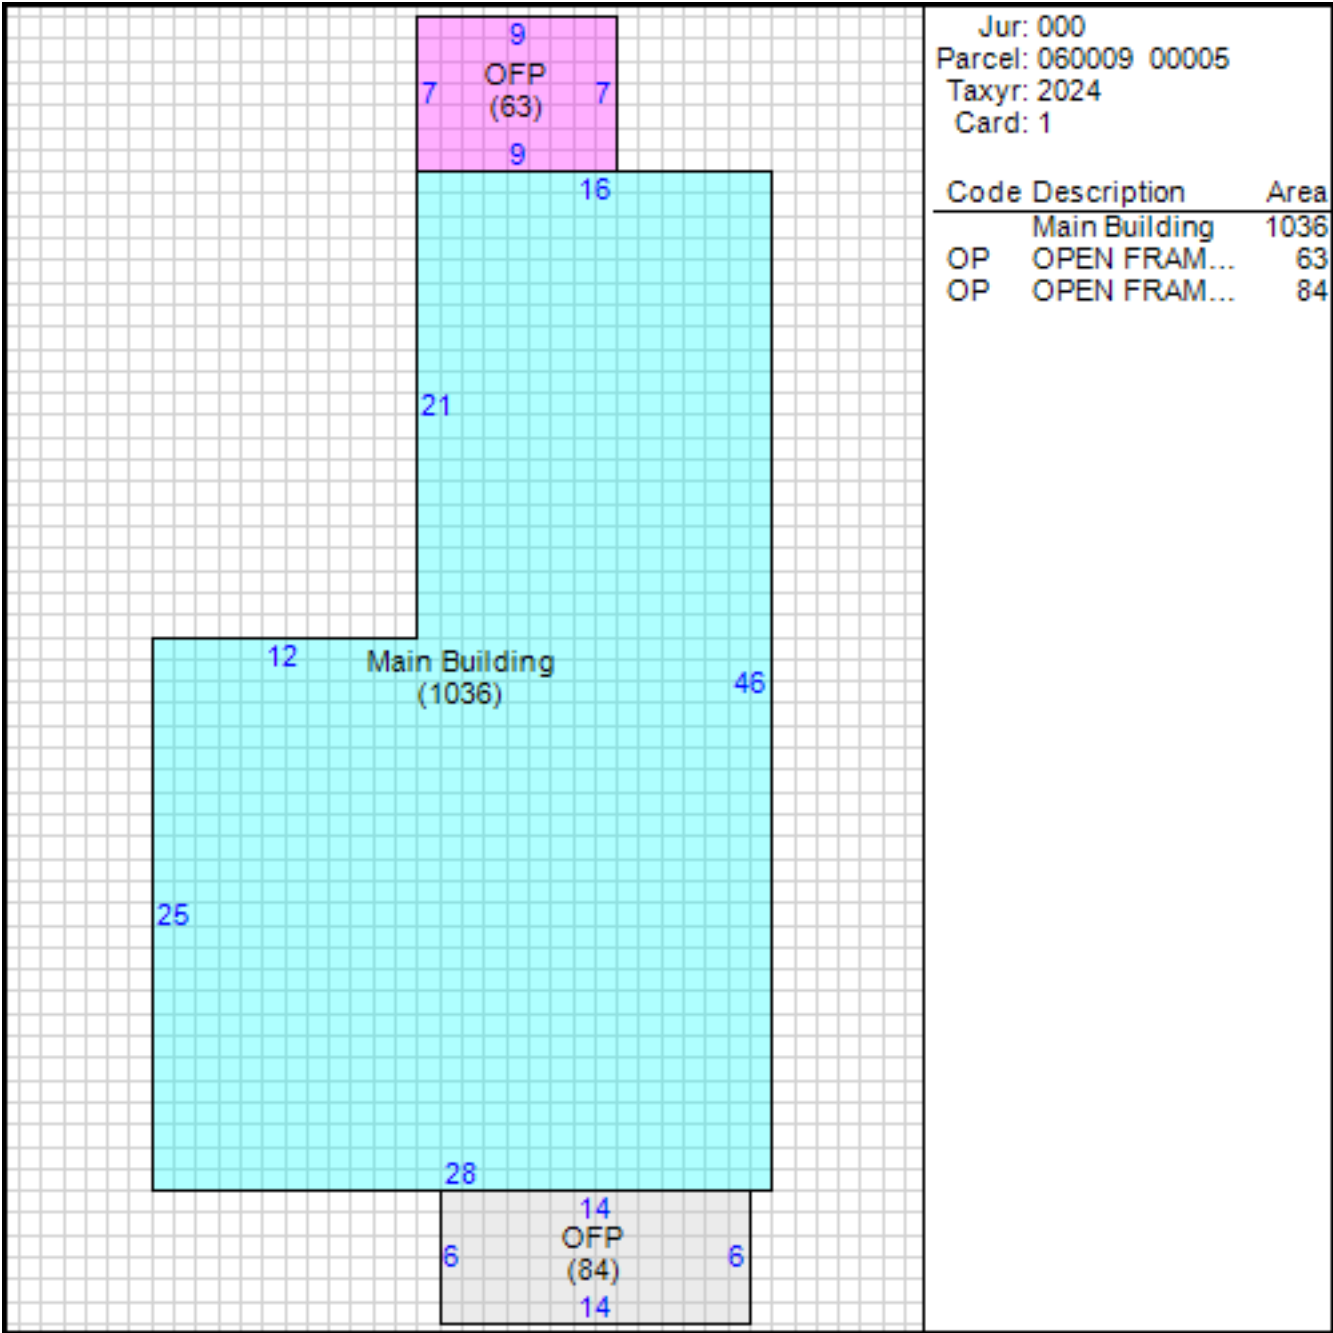 9
OFP
7 7
(63)
9
16
21
12
Main Building
(1036)
46
25
28
14
OFP
6 6
(84)
14
Jur: 000
Parcel: 060009 00005
Taxyr: 2024
Card: 1
Code Description Area
Main Building 1036
OP OPEN FRAM... 63
OP OPEN FRAM... 84